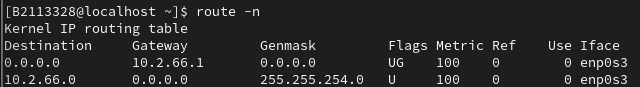 [B2113328@localhost ~]$ route -n
Kernel IP routing table
Destination Gateway Genmask Flags Metric Ref Use Iface
0.0.0.0 10.2.66.1 0.0.0.0 UG 100 0 0 enp0s3
10.2.66.0 0.0.0.0 255.255.254.0 U 100 0 0 enp0s3